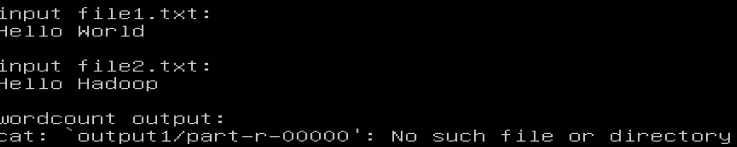 input file1.txt:
Hello World
input file2.txt:
Hello Hadoop
wordcount output:
cat: `output1/part-r-00000': No such file or directory